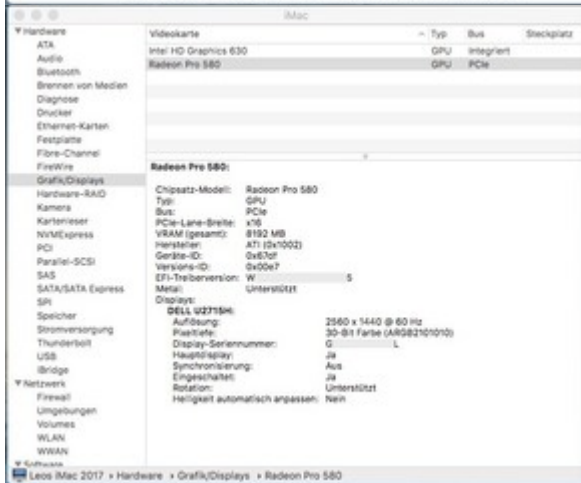 iMac
Hardware
ATA
Audio
Bluetooth
Brennen von Medien
Diagnose
Drucker
Ethernet-Karten
Festplatte
Fibre-Channel
FireWire
Grafik/Displays
Hardware-RAID
Kamera
Kartenleser
NVMExpress
PCI
Parallel-SCSI
SAS
SATA/SATA Express
SPI
Speicher
Stromversorgung
Thunderbolt
USB
iBridge
Netzwerk
Firewall
Umgebungen
Volumes
WLAN
WWAN
Software
Videokarte Typ Bus Steckplatz
Intel HD Graphics 630 GPU Integriert
Radeon Pro 580 GPU PCIe
Radeon Pro 580:
Chipsatz-Modell: Radeon Pro 580
Typ: GPU
Bus: PCIe
PCIe-Lane-Breite: x16
VRAM (gesamt): 8192 MB
Hersteller: ATI (0x1002)
Geräte-ID: 0x67df
Versions-ID: 0x00e7
EFI-Treiberversion: W S
Metal: Unterstützt
Displays:
DELL U2715H:
Auflösung: 2560 x 1440 @ 60 Hz
Pixeltiefe: 30-Bit Farbe (ARGB2101010)
Display-Seriennummer: G L
Hauptdisplay: Ja
Synchronisierung: Aus
Eingeschaltet: Ja
Rotation: Unterstützt
Helligkeit automatisch anpassen: Nein
Leos iMac 2017 › Hardware › Grafik/Displays › Radeon Pro 580